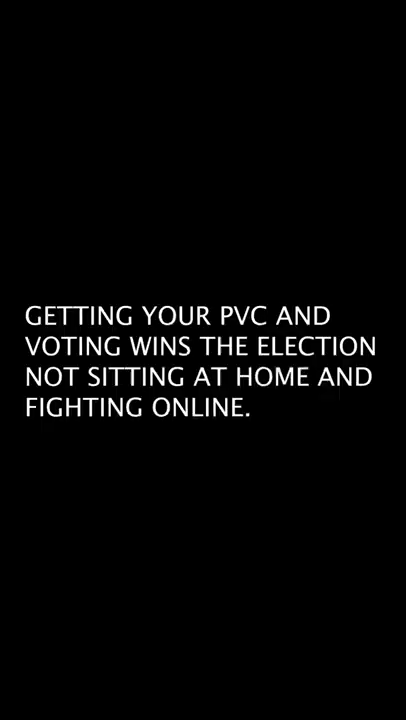 GETTING YOUR PVC AND
VOTING WINS THE ELECTION
NOT SITTING AT HOME AND
FIGHTING ONLINE.